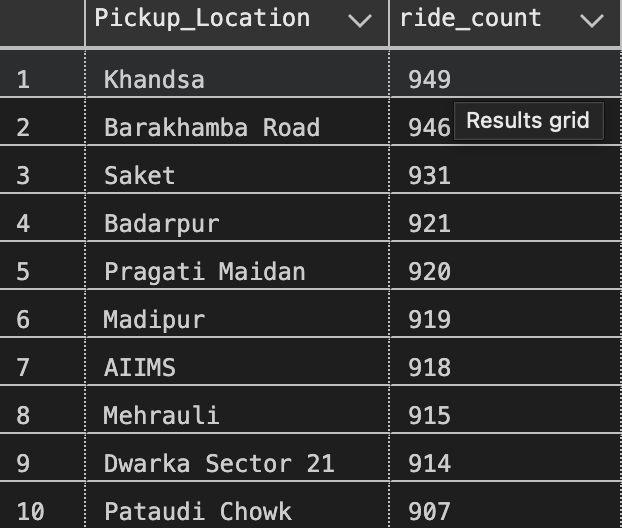 Pickup_Location ride_count
1 Khandsa 949
2 Barakhamba Road 946
Results grid
3 Saket 931
4 Badarpur 921
5 Pragati Maidan 920
6 Madipur 919
7 AIIMS 918
8 Mehrauli 915
9 Dwarka Sector 21 914
10 Pataudi Chowk 907